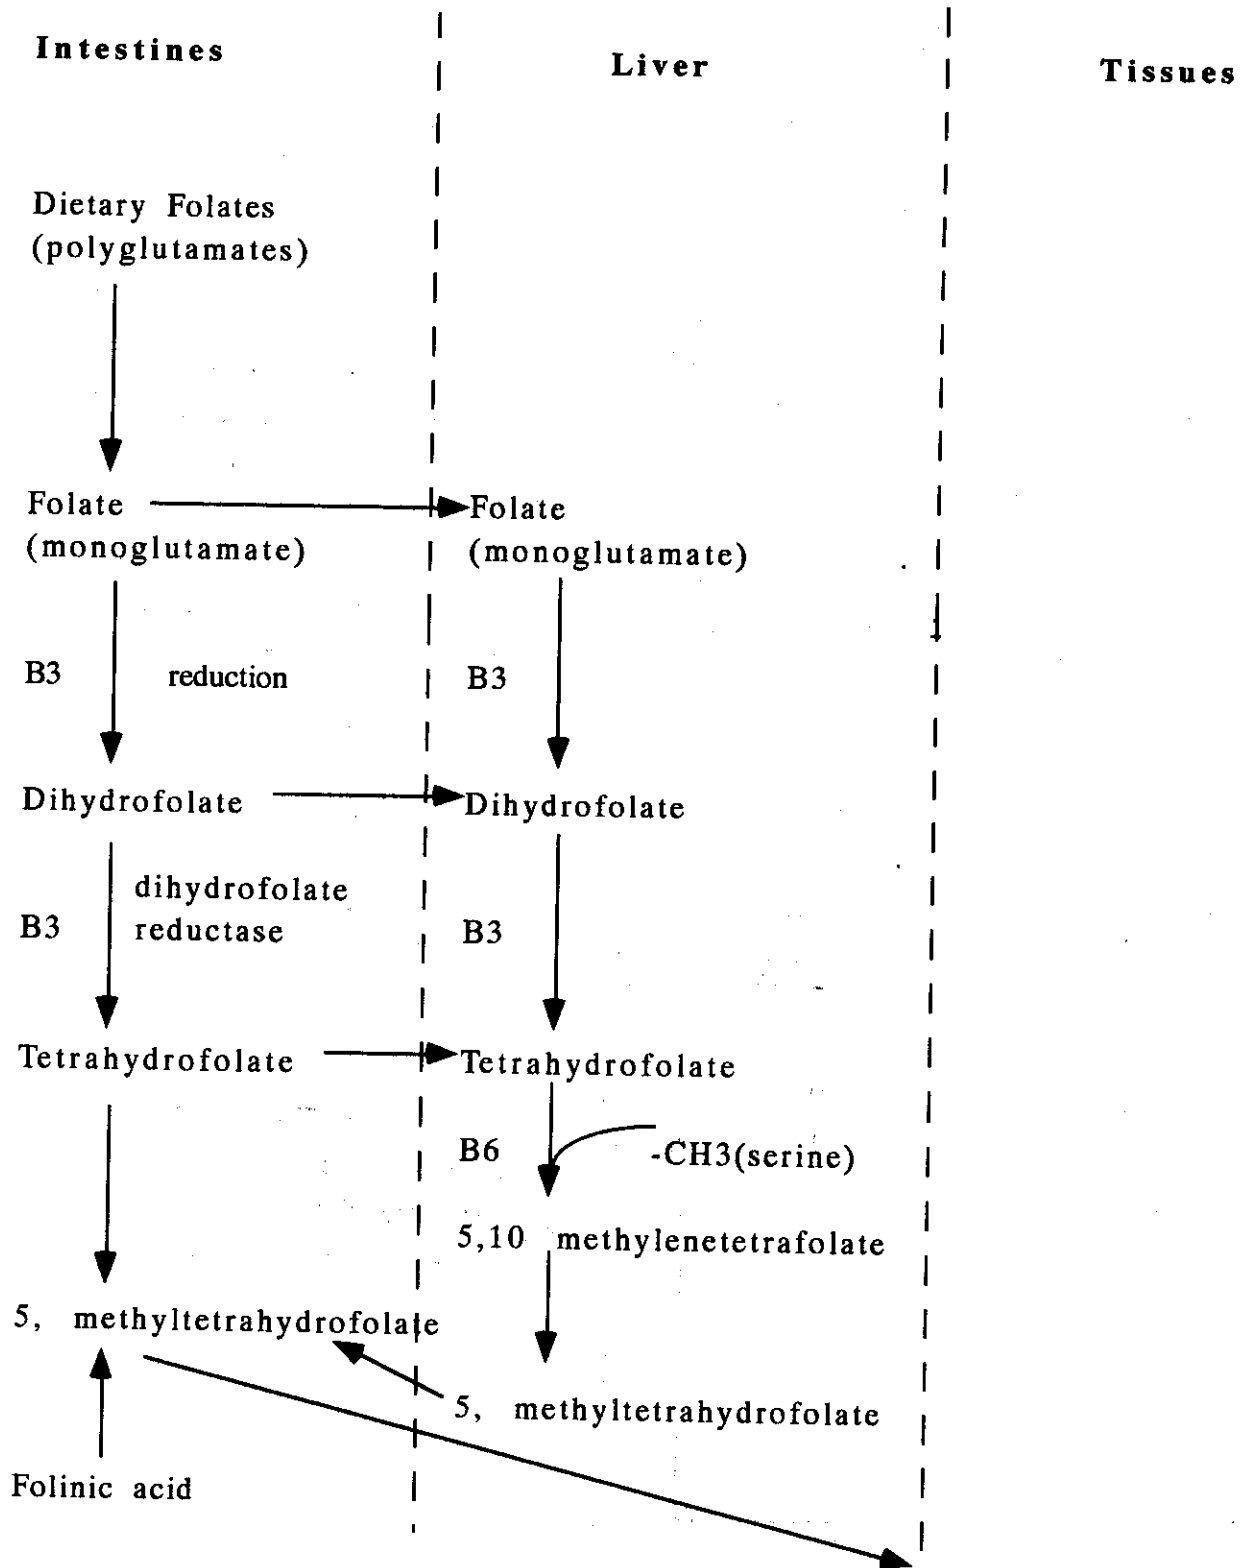 Intestines
Liver
Tissues
Dietary Folates
(polyglutamates)
Folate
(monoglutamate)
Folate
(monoglutamate)
B3
reduction
B3
Dihydrofolate
Dihydrofolate
dihydrofolate
B3
reductase
B3
Tetrahydrofolate
Tetrahydrofolate
B6
-CH3(serine)
5,10 methylenetetrafolate
5, methyltetrahydrofolate
5, methyltetrahydrofolate
Folinic acid